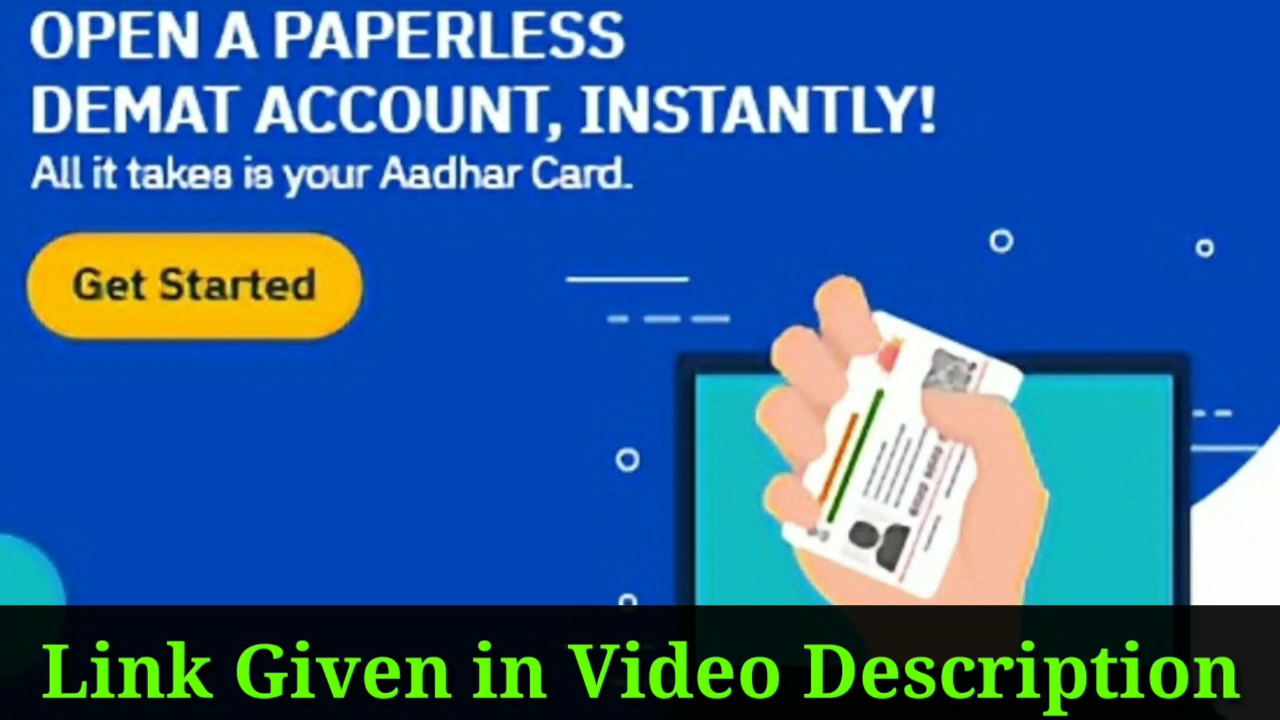 OPEN A PAPERLESS
DEMAT ACCOUNT, INSTANTLY!
All it takes is your Aadhar Card.
Get Started
Link Given in Video Description